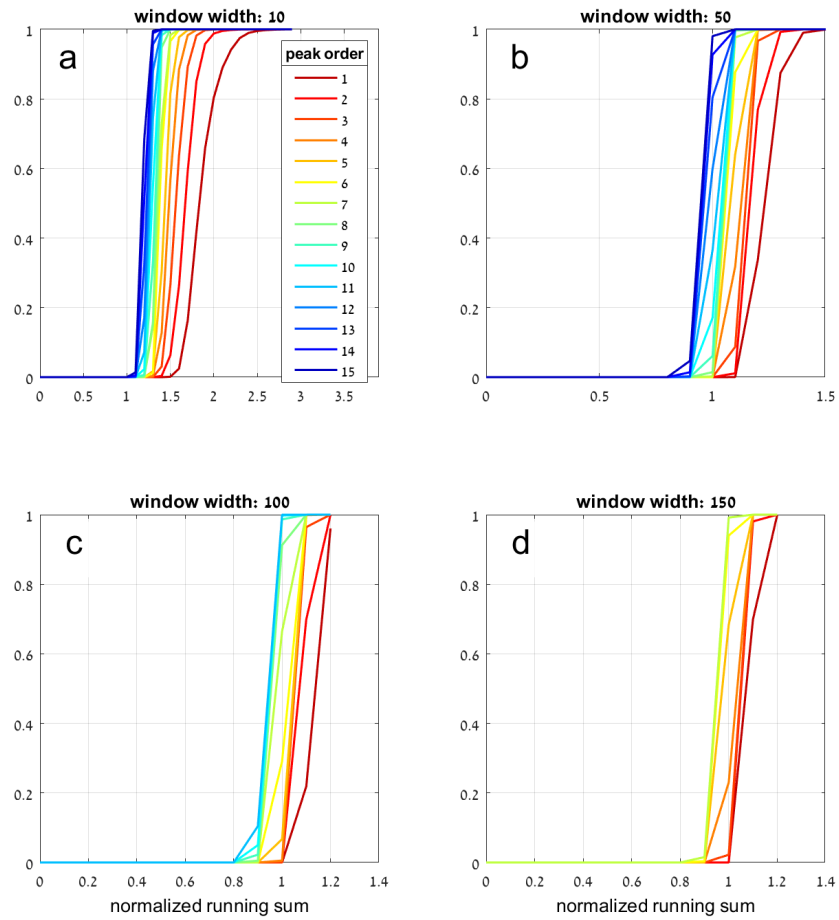 window width: 10
a
peak order
1
2
3
4
5
6
7
8
9
10
11
12
13
14
15
1
0.8
0.6
0.4
0.2
0
0 0.5 1 1.5 2 2.5 3 3.5
window width: 50
b
1
0.8
0.6
0.4
0.2
0
0 0.5 1 1.5
window width: 100
c
1
0.8
0.6
0.4
0.2
0
0 0.2 0.4 0.6 0.8 1 1.2 1.4
normalized running sum
window width: 150
d
1
0.8
0.6
0.4
0.2
0
0 0.2 0.4 0.6 0.8 1 1.2 1.4
normalized running sum